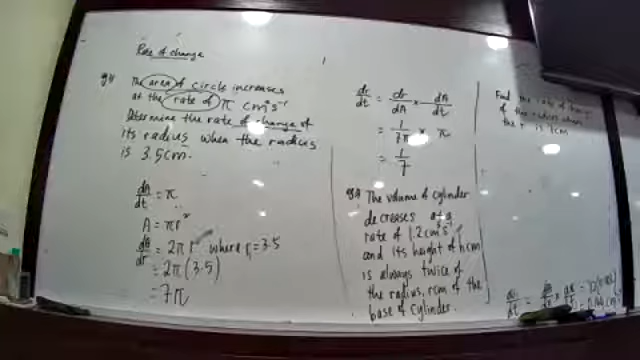 Rate of change
The area of circle increases
at the rate of π cm²s⁻¹
Determine the rate of change of
its radius when the radius
is 3.5cm.
dA/dt = π
A = πr²
dA/dr = 2πr where r = 3.5
= 2π(3.5)
= 7π
dr/dt = dr/dA × dA/dt
= 1/7π × π
= 1/7
The volume of cylinder
decreases at a
rate of 1.2cm³s⁻¹
and its height of h cm
is always twice of
the radius, r cm of the
base of cylinder.
Find the rate of
of the radius when
the r is cm